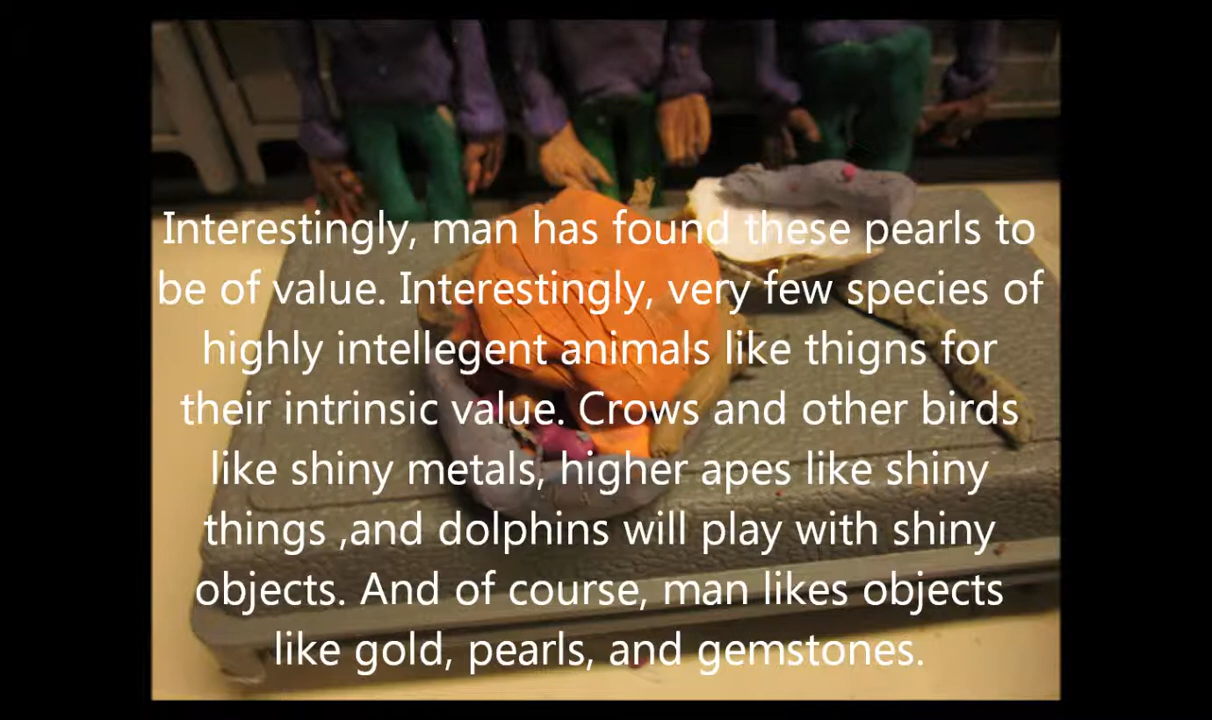 Interestingly, man has found these pearls to
be of value. Interestingly, very few species of
highly intellegent animals like thigns for
their intrinsic value. Crows and other birds
like shiny metals, higher apes like shiny
things ,and dolphins will play with shiny
objects. And of course, man likes objects
like gold, pearls, and gemstones.